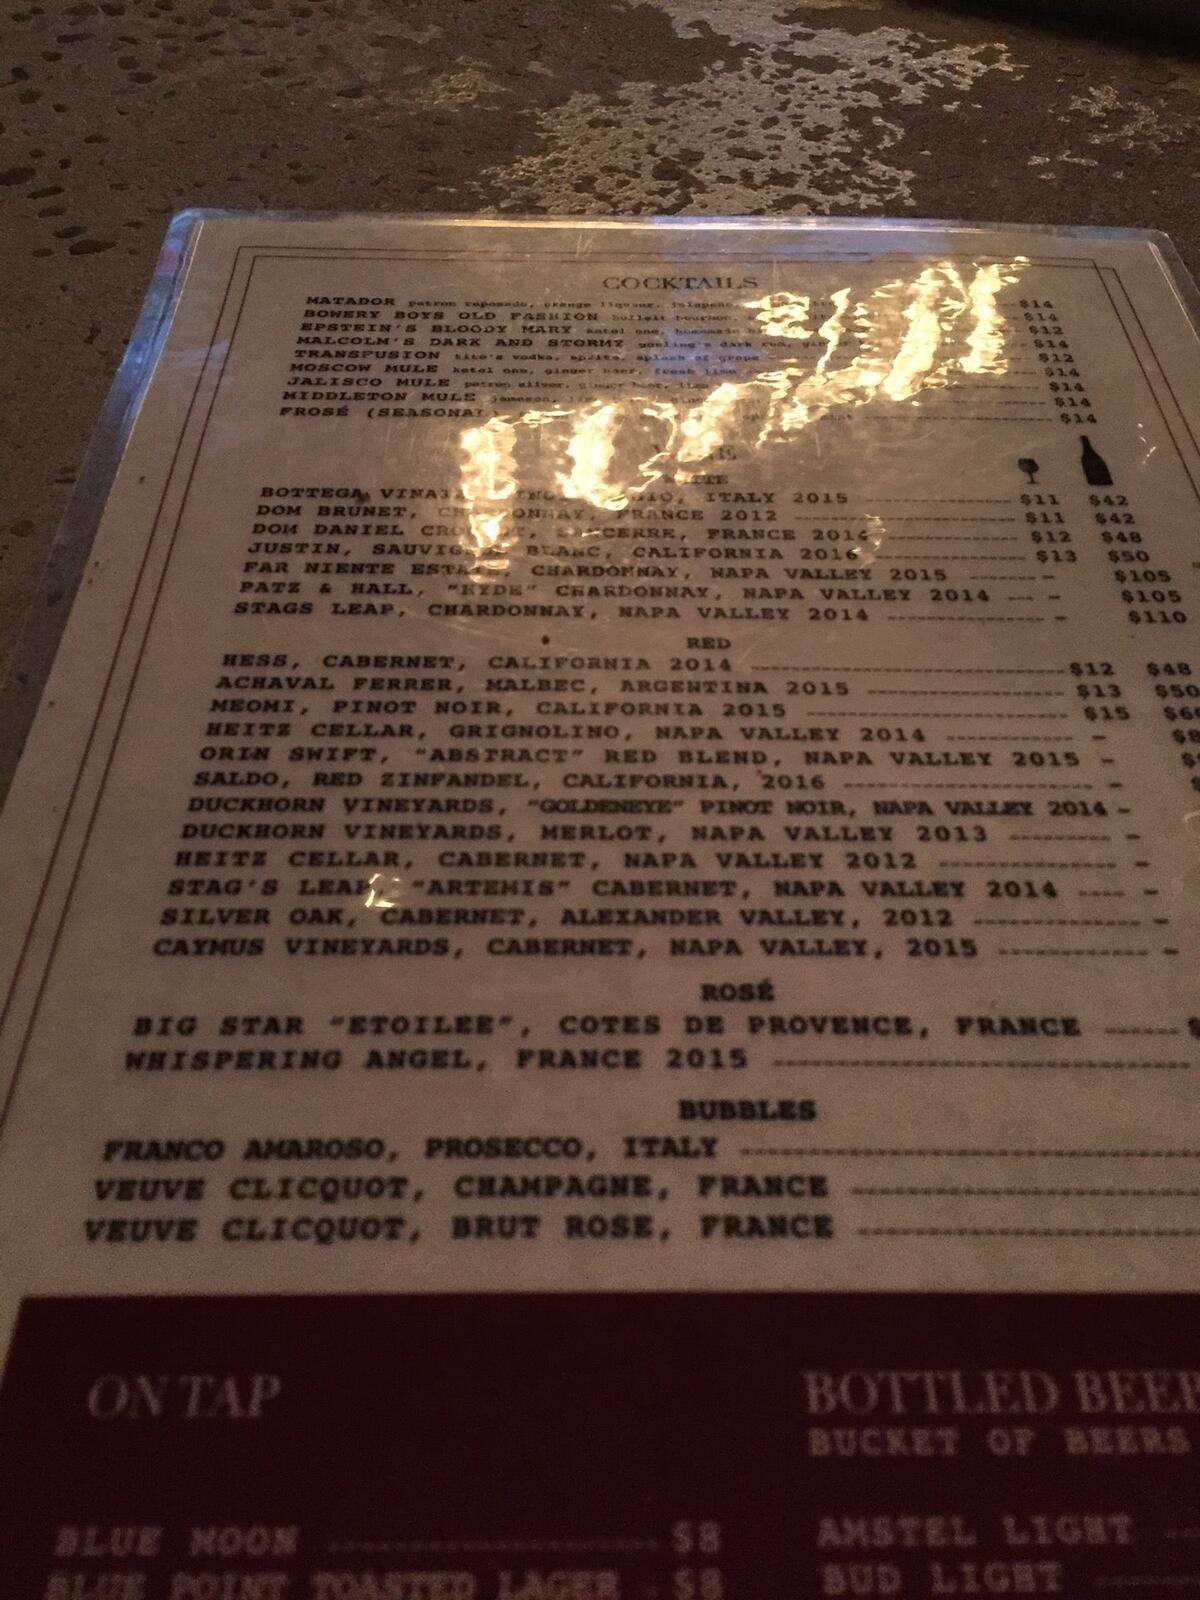 COCKTAILS
MATADOR patron reposado, orange liqueur, jalapeño, $14
BOWERY BOYS OLD FASHION bulleit bourbon, $14
EPSTEIN'S BLOODY MARY ketel one, homemade $12
MALCOLM'S DARK AND STORMY gosling's dark rum, $14
TRANSFUSION tito's vodka, sprite, splash of grape $12
MOSCOW MULE ketel one, ginger beer, fresh lime $14
JALISCO MULE patron silver, ginger beer, lime $14
MIDDLETON MULE jameson, $14
FROSÉ (SEASONAL) $14
BOTTEGA ITALY 2015 ---------- $11 $42
DOM BRUNET, CHARDONNAY, FRANCE 2012 ---------- $11 $42
DOM DANIEL SANCERRE, FRANCE 2014 $12 $48
JUSTIN, SAUVIGNON BLANC, CALIFORNIA 2016 ---------- $13 $50
FAR NIENTE ESTATE, CHARDONNAY, NAPA VALLEY 2015 ------- - $105
PATZ & HALL, "HYDE" CHARDONNAY, NAPA VALLEY 2014 --- - $105
STAGS LEAP, CHARDONNAY, NAPA VALLEY 2014 ---------- - $110
RED
HESS, CABERNET, CALIFORNIA 2014 ---------- $12 $48
ACHAVAL FERRER, MALBEC, ARGENTINA 2015 ---------- $13 $50
MEOMI, PINOT NOIR, CALIFORNIA 2015 ---------- $15
HEITZ CELLAR, GRIGNOLINO, NAPA VALLEY 2014 ---------- -
ORIN SWIFT, "ABSTRACT" RED BLEND, NAPA VALLEY 2015 -
SALDO, RED ZINFANDEL, CALIFORNIA, 2016 ---------- -
DUCKHORN VINEYARDS, "GOLDENEYE" PINOT NOIR, NAPA VALLEY 2014 -
DUCKHORN VINEYARDS, MERLOT, NAPA VALLEY 2013 --------- -
HEITZ CELLAR, CABERNET, NAPA VALLEY 2012 ---------- -
STAG'S LEAP, "ARTEMIS" CABERNET, NAPA VALLEY 2014 ---- -
SILVER OAK, CABERNET, ALEXANDER VALLEY, 2012 ---------- -
CAYMUS VINEYARDS, CABERNET, NAPA VALLEY, 2015 ---------- -
ROSÉ
BIG STAR "ETOILEE", COTES DE PROVENCE, FRANCE ------ $
WHISPERING ANGEL, FRANCE 2015 ----------
BUBBLES
FRANCO AMAROSO, PROSECCO, ITALY ----------
VEUVE CLICQUOT, CHAMPAGNE, FRANCE ----------
VEUVE CLICQUOT, BRUT ROSE, FRANCE ----------
ON TAP
BOTTLED BEER
BUCKET OF BEERS
BLUE MOON ---------- $8
AMSTEL LIGHT --
BLUE POINT TOASTED LAGER - $8
BUD LIGHT ------